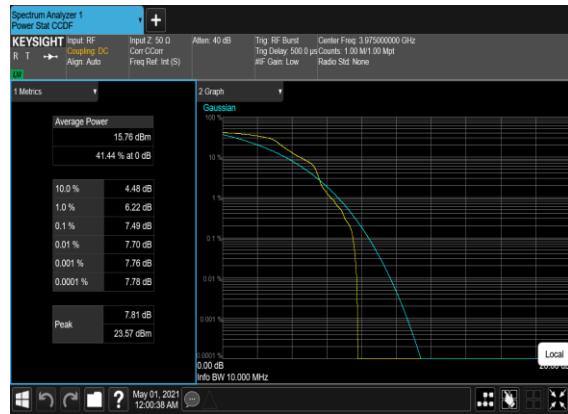 Spectrum Analyzer 1
Power Stat CCDF
KEYSIGHT
R T
Input: RF
Coupling: DC
Align: Auto
Input Z: 50 Ω
Corr CCorr
Freq Ref: Int (S)
Atten: 40 dB
Trig: RF Burst
Trig Delay: 500.0 µs
#IF Gain: Low
Center Freq: 3.975000000 GHz
Counts: 1.00 M/1.00 Mpt
Radio Std: None
LW
1 Metrics
Average Power
15.76 dBm
41.44 % at 0 dB
10.0 % 4.48 dB
1.0 % 6.22 dB
0.1 % 7.49 dB
0.01 % 7.70 dB
0.001 % 7.76 dB
0.0001 % 7.78 dB
Peak
7.81 dB
23.57 dBm
2 Graph
Gaussian
100 %
10 %
1 %
0.1 %
0.01 %
0.001 %
0.0001 %
0.00 dB
Info BW 10.000 MHz
Local
?
May 01, 2021
12:00:38 AM